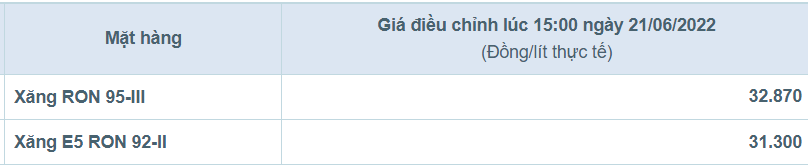 Mặt hàng
Giá điều chỉnh lúc 15:00 ngày 21/06/2022
(Đồng/lít thực tế)
Xăng RON 95-III 32.870
Xăng E5 RON 92-II 31.300